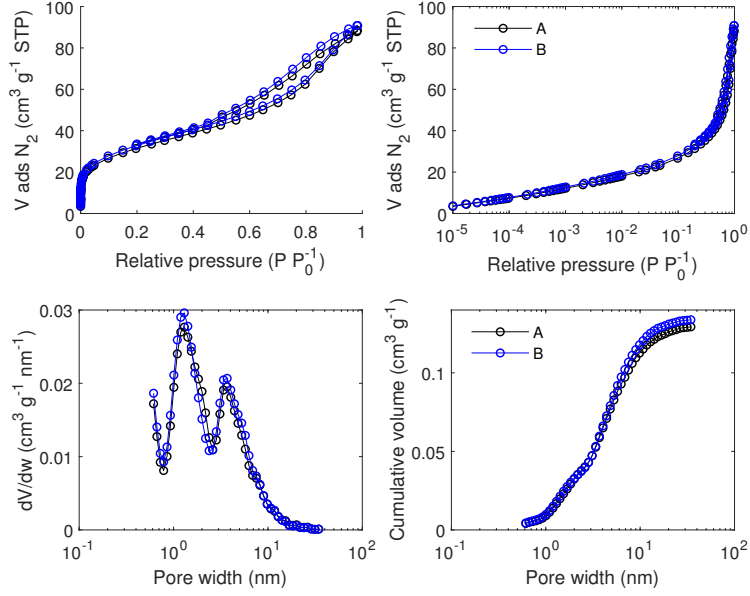 100
80
60
40
20
0
0 0.2 0.4 0.6 0.8 1
V ads N2 (cm3 g-1 STP)
Relative pressure (P P0-1)
100
80
60
40
20
0
10-5 10-4 10-3 10-2 10-1 100
V ads N2 (cm3 g-1 STP)
Relative pressure (P P0-1)
A
B
0.03
0.02
0.01
0
10-1 100 101 102
dV/dw (cm3 g-1 nm-1)
Pore width (nm)
0.1
0.05
0
10-1 100 101 102
Cumulative volume (cm3 g-1)
Pore width (nm)
A
B